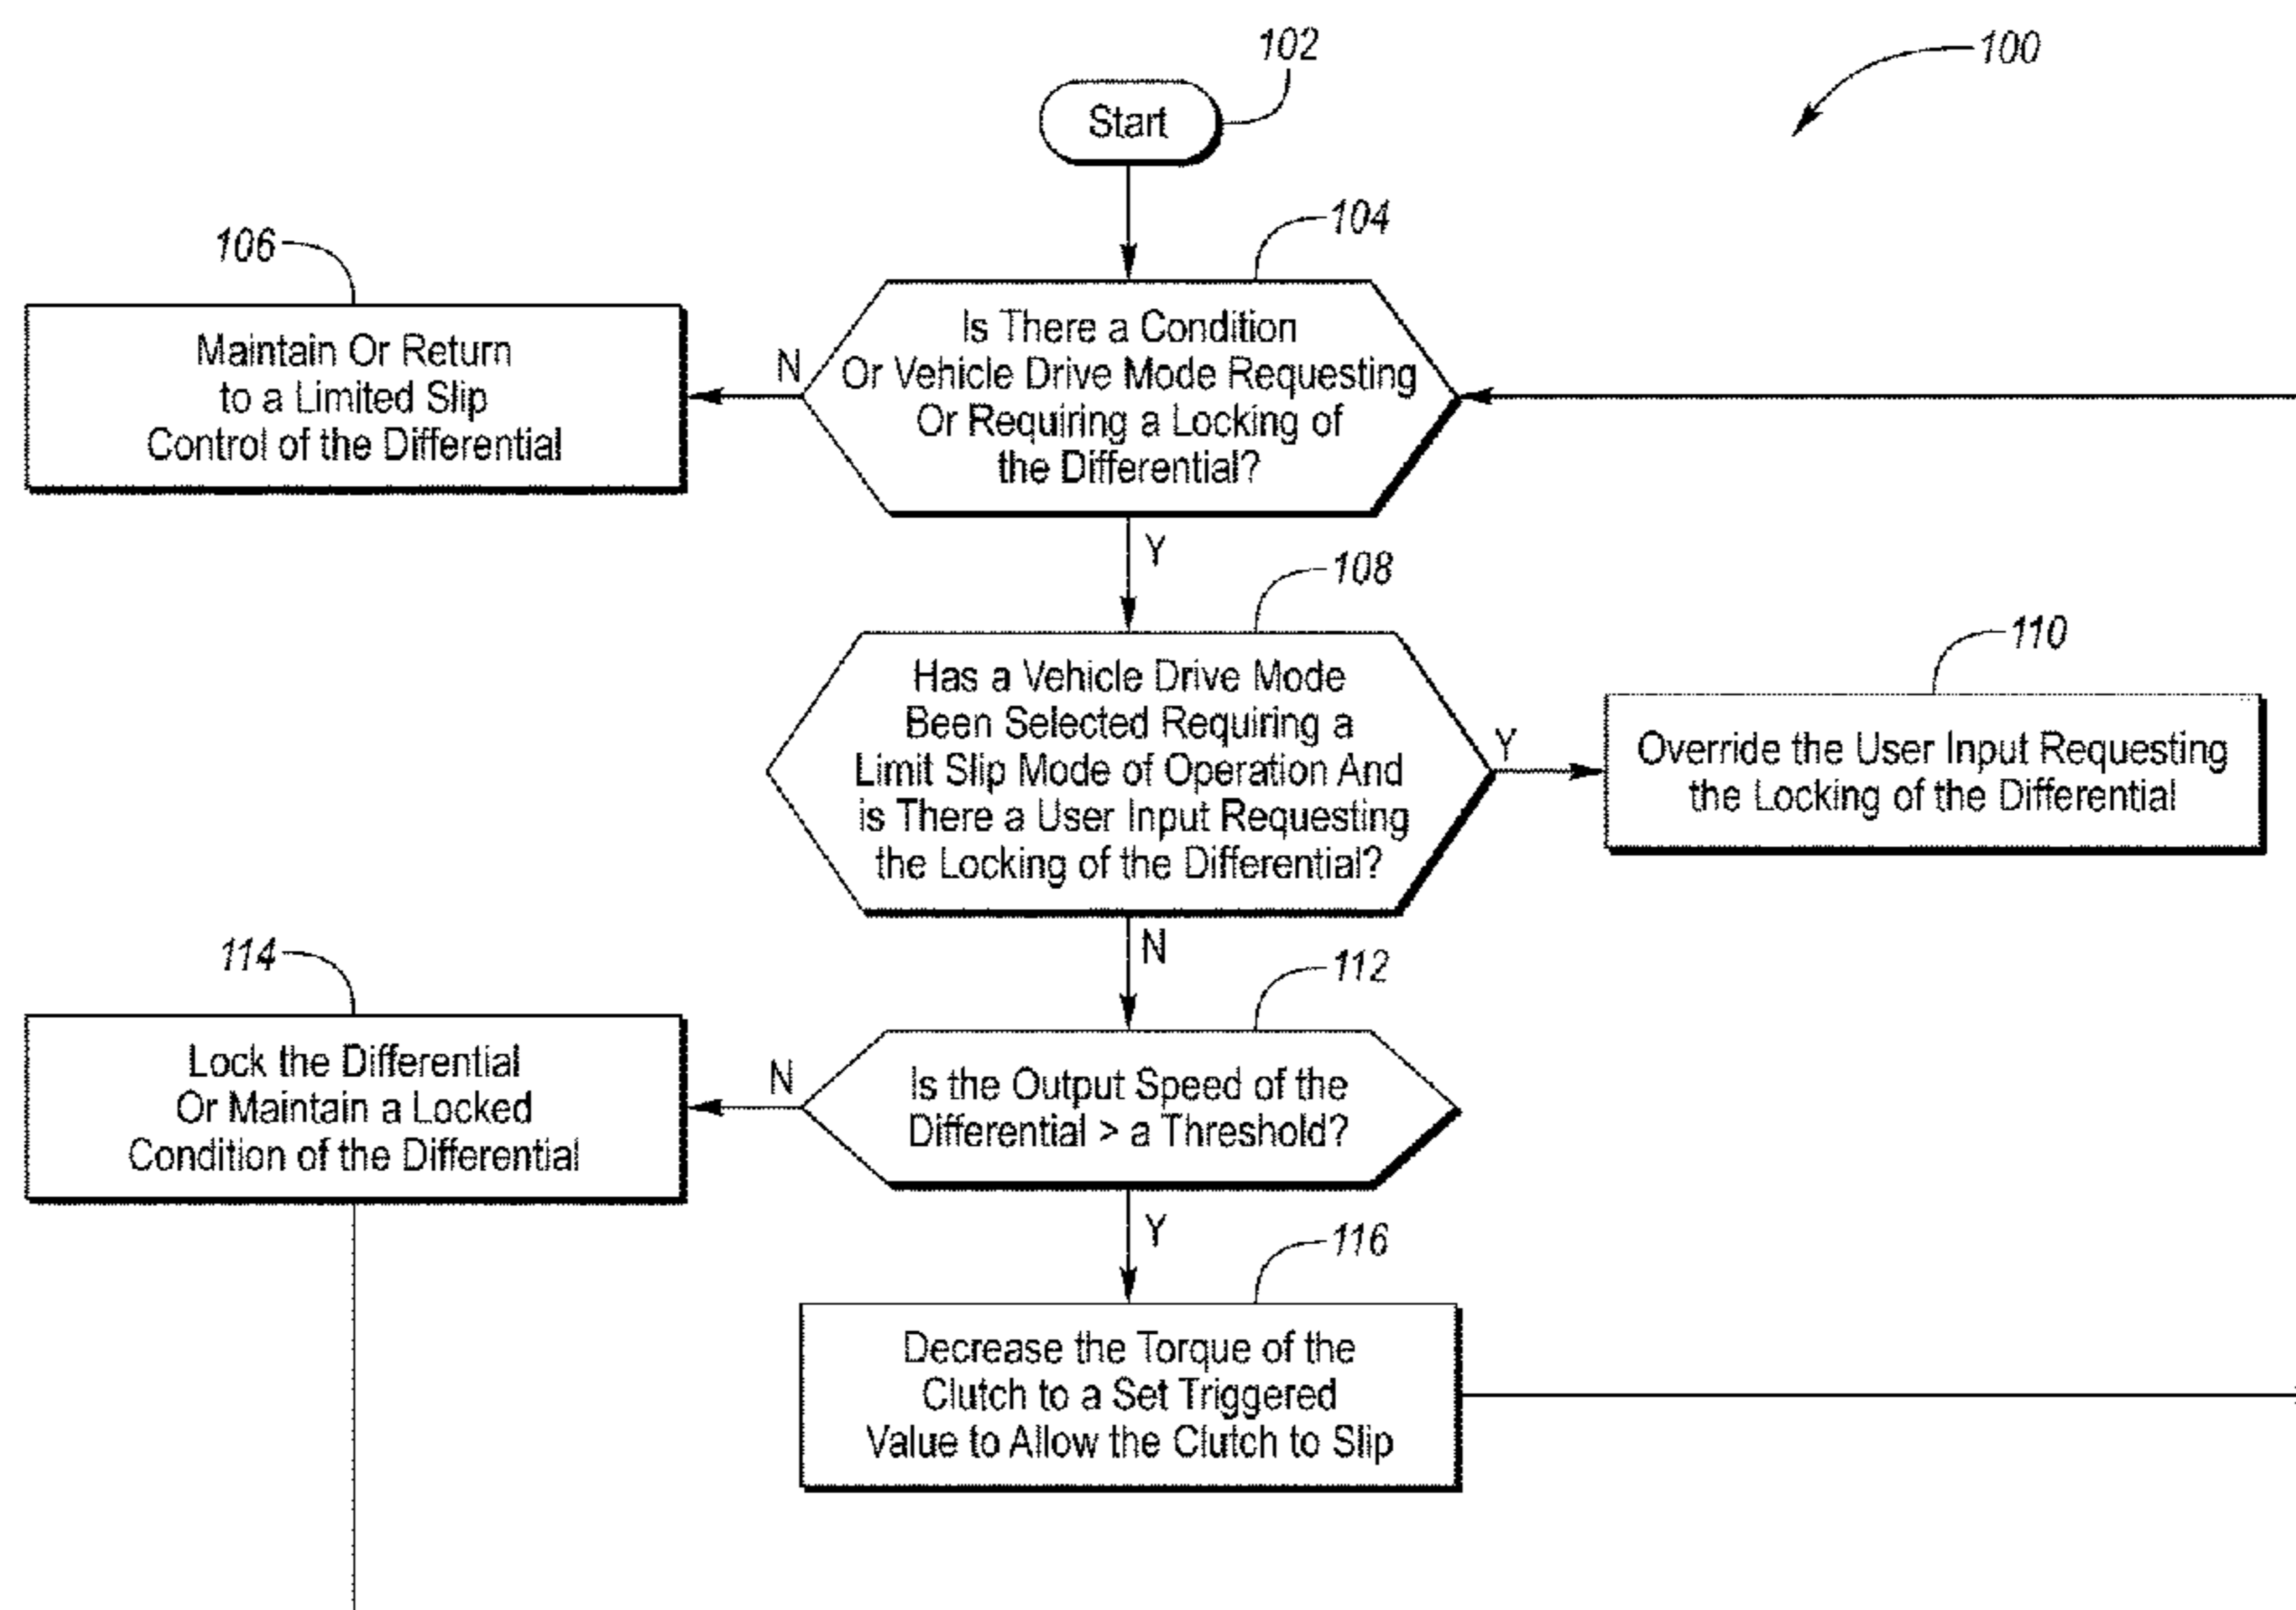 102
100
Start
104
106
Is There a Condition
Or Vehicle Drive Mode Requesting
Or Requiring a Locking of
the Differential?
N
Maintain Or Return
to a Limited Slip
Control of the Differential
Y
108
Has a Vehicle Drive Mode
Been Selected Requiring a
Limit Slip Mode of Operation And
is There a User Input Requesting
the Locking of the Differential?
Y
110
Override the User Input Requesting
the Locking of the Differential
N
112
114
Is the Output Speed of the
Differential > a Threshold?
N
Lock the Differential
Or Maintain a Locked
Condition of the Differential
Y
116
Decrease the Torque of the
Clutch to a Set Triggered
Value to Allow the Clutch to Slip